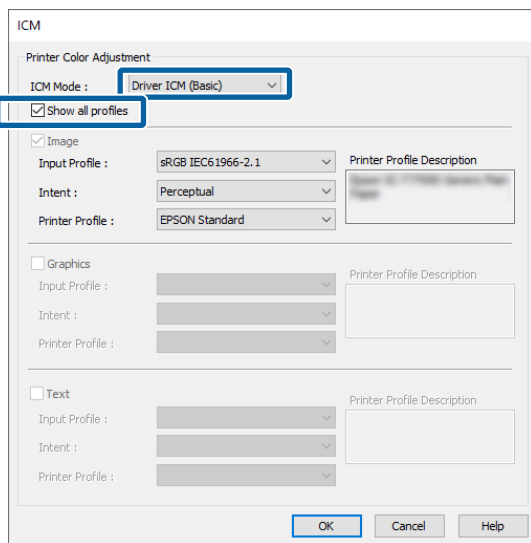 ICM
Printer Color Adjustment
ICM Mode : Driver ICM (Basic)
Show all profiles
Image
Input Profile : sRGB IEC61966-2.1 Printer Profile Description
Intent : Perceptual
Printer Profile : EPSON Standard
Graphics
Input Profile : Printer Profile Description
Intent :
Printer Profile :
Text
Input Profile : Printer Profile Description
Intent :
Printer Profile :
OK Cancel Help